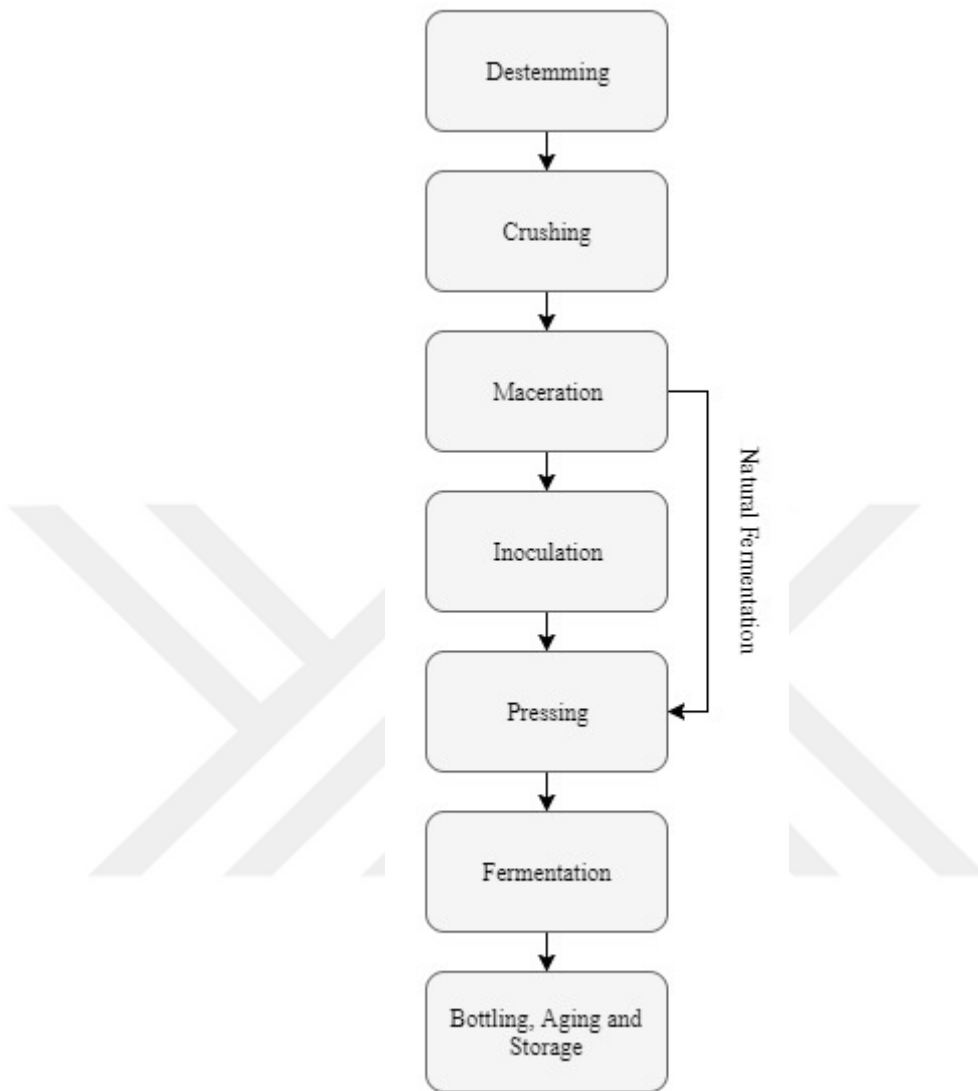 Destemming
Crushing
Maceration
Natural Fermentation
Inoculation
Pressing
Fermentation
Bottling, Aging and
Storage